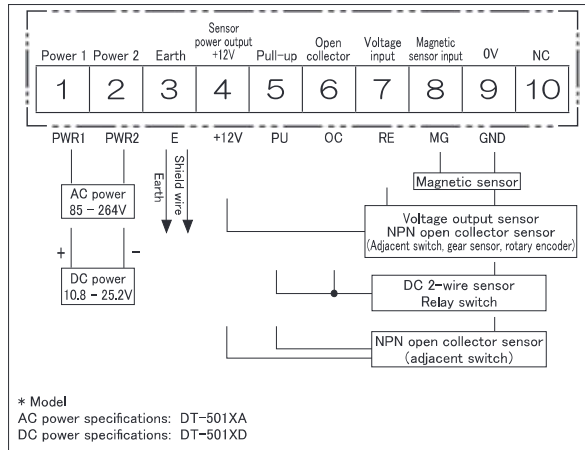 Power 1 Power 2 Earth Sensor power output +12V Pull-up Open collector Voltage input Magnetic sensor input 0V NC
1 2 3 4 5 6 7 8 9 10
PWR1 PWR2 E +12V PU OC RE MG GND
Earth
Shield wire
Magnetic sensor
AC power
85 - 264V
Voltage output sensor
NPN open collector sensor
(Adjacent switch, gear sensor, rotary encoder)
+ -
DC power
10.8 - 25.2V
DC 2-wire sensor
Relay switch
NPN open collector sensor
(adjacent switch)
* Model
AC power specifications: DT-501XA
DC power specifications: DT-501XD